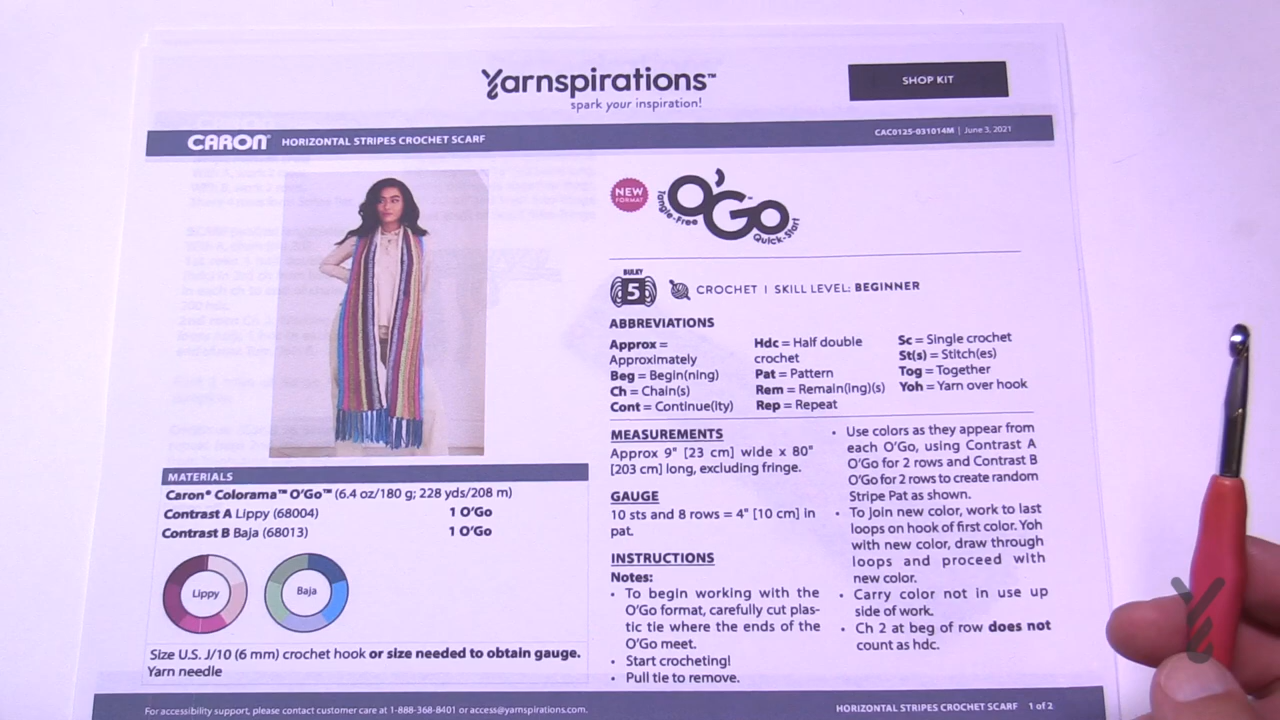 Yarnspirations™
spark your inspiration!
SHOP KIT
CARON® HORIZONTAL STRIPES CROCHET SCARF
CAC0125-031014M | June 3, 2021
NEW
FORMAT
O'Go™
Tangle-Free
Quick-Start
BULKY
5
CROCHET I SKILL LEVEL: BEGINNER
ABBREVIATIONS
Approx =
Approximately
Beg = Begin(ning)
Ch = Chain(s)
Cont = Continue(ity)
Hdc = Half double
crochet
Pat = Pattern
Rem = Remain(ing)(s)
Rep = Repeat
Sc = Single crochet
St(s) = Stitch(es)
Tog = Together
Yoh = Yarn over hook
MATERIALS
Caron® Colorama™ O'Go™ (6.4 oz/180 g; 228 yds/208 m)
Contrast A Lippy (68004) 1 O'Go
Contrast B Baja (68013) 1 O'Go
Lippy
Baja
Size U.S. J/10 (6 mm) crochet hook or size needed to obtain gauge.
Yarn needle
MEASUREMENTS
Approx 9" [23 cm] wide x 80"
[203 cm] long, excluding fringe.
GAUGE
10 sts and 8 rows = 4" [10 cm] in
pat.
INSTRUCTIONS
Notes:
• To begin working with the
O'Go format, carefully cut plas-
tic tie where the ends of the
O'Go meet.
• Start crocheting!
• Pull tie to remove.
• Use colors as they appear from
each O'Go, using Contrast A
O'Go for 2 rows and Contrast B
O'Go for 2 rows to create random
Stripe Pat as shown.
• To join new color, work to last
loops on hook of first color. Yoh
with new color, draw through
loops and proceed with
new color.
• Carry color not in use up
side of work.
• Ch 2 at beg of row does not
count as hdc.
For accessibility support, please contact customer care at 1-888-368-8401 or access@yarnspirations.com.
HORIZONTAL STRIPES CROCHET SCARF 1 of 2